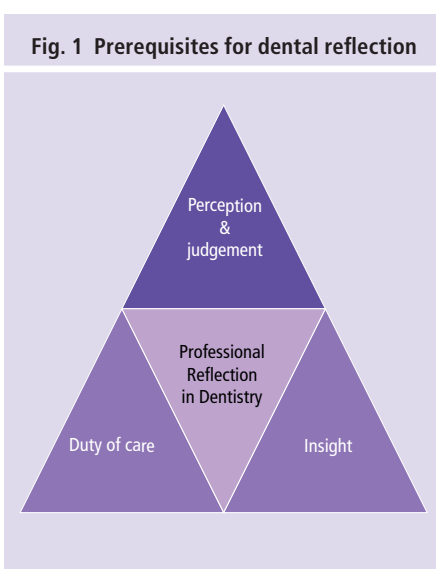 Fig. 1 Prerequisites for dental reflection
Perception
&
judgement
Professional
Reflection
in Dentistry
Duty of care
Insight